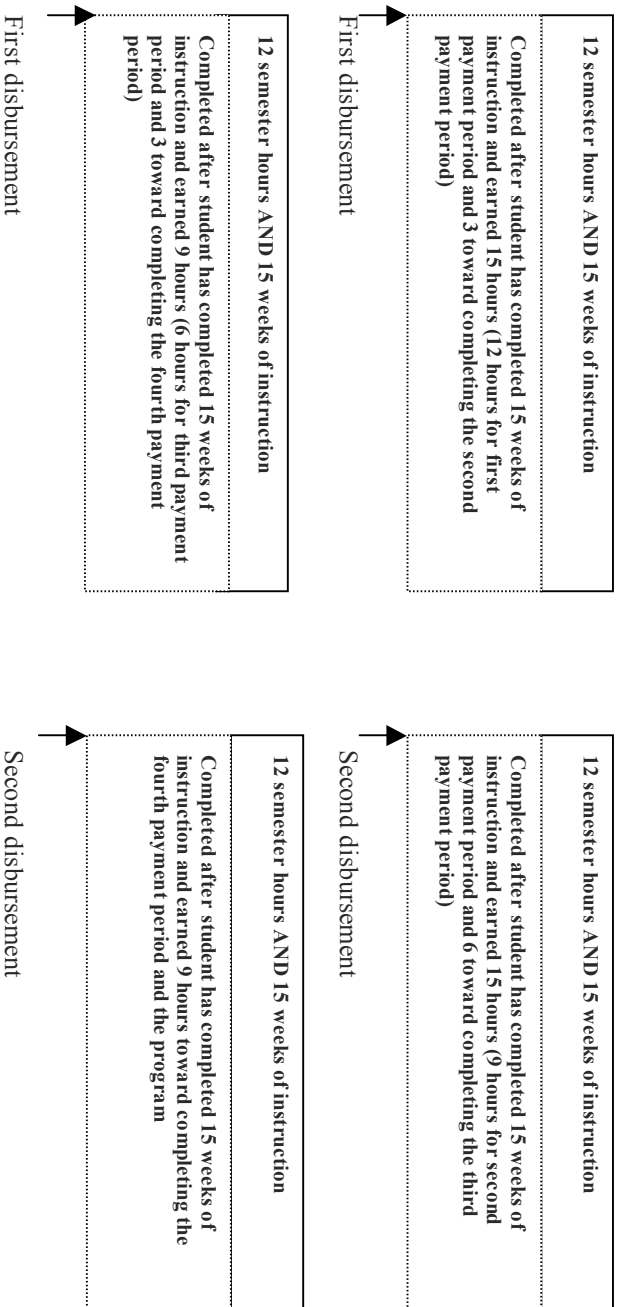 12 semester hours AND 15 weeks of instruction
Completed after student has completed 15 weeks of
instruction and earned 15 hours (12 hours for first
payment period and 3 toward completing the second
payment period)
First disbursement
12 semester hours AND 15 weeks of instruction
Completed after student has completed 15 weeks of
instruction and earned 15 hours (9 hours for second
payment period and 6 toward completing the third
payment period)
Second disbursement
12 semester hours AND 15 weeks of instruction
Completed after student has completed 15 weeks of
instruction and earned 9 hours (6 hours for third payment
period and 3 toward completing the fourth payment
period)
First disbursement
12 semester hours AND 15 weeks of instruction
Completed after student has completed 15 weeks of
instruction and earned 9 hours toward completing the
fourth payment period and the program
Second disbursement